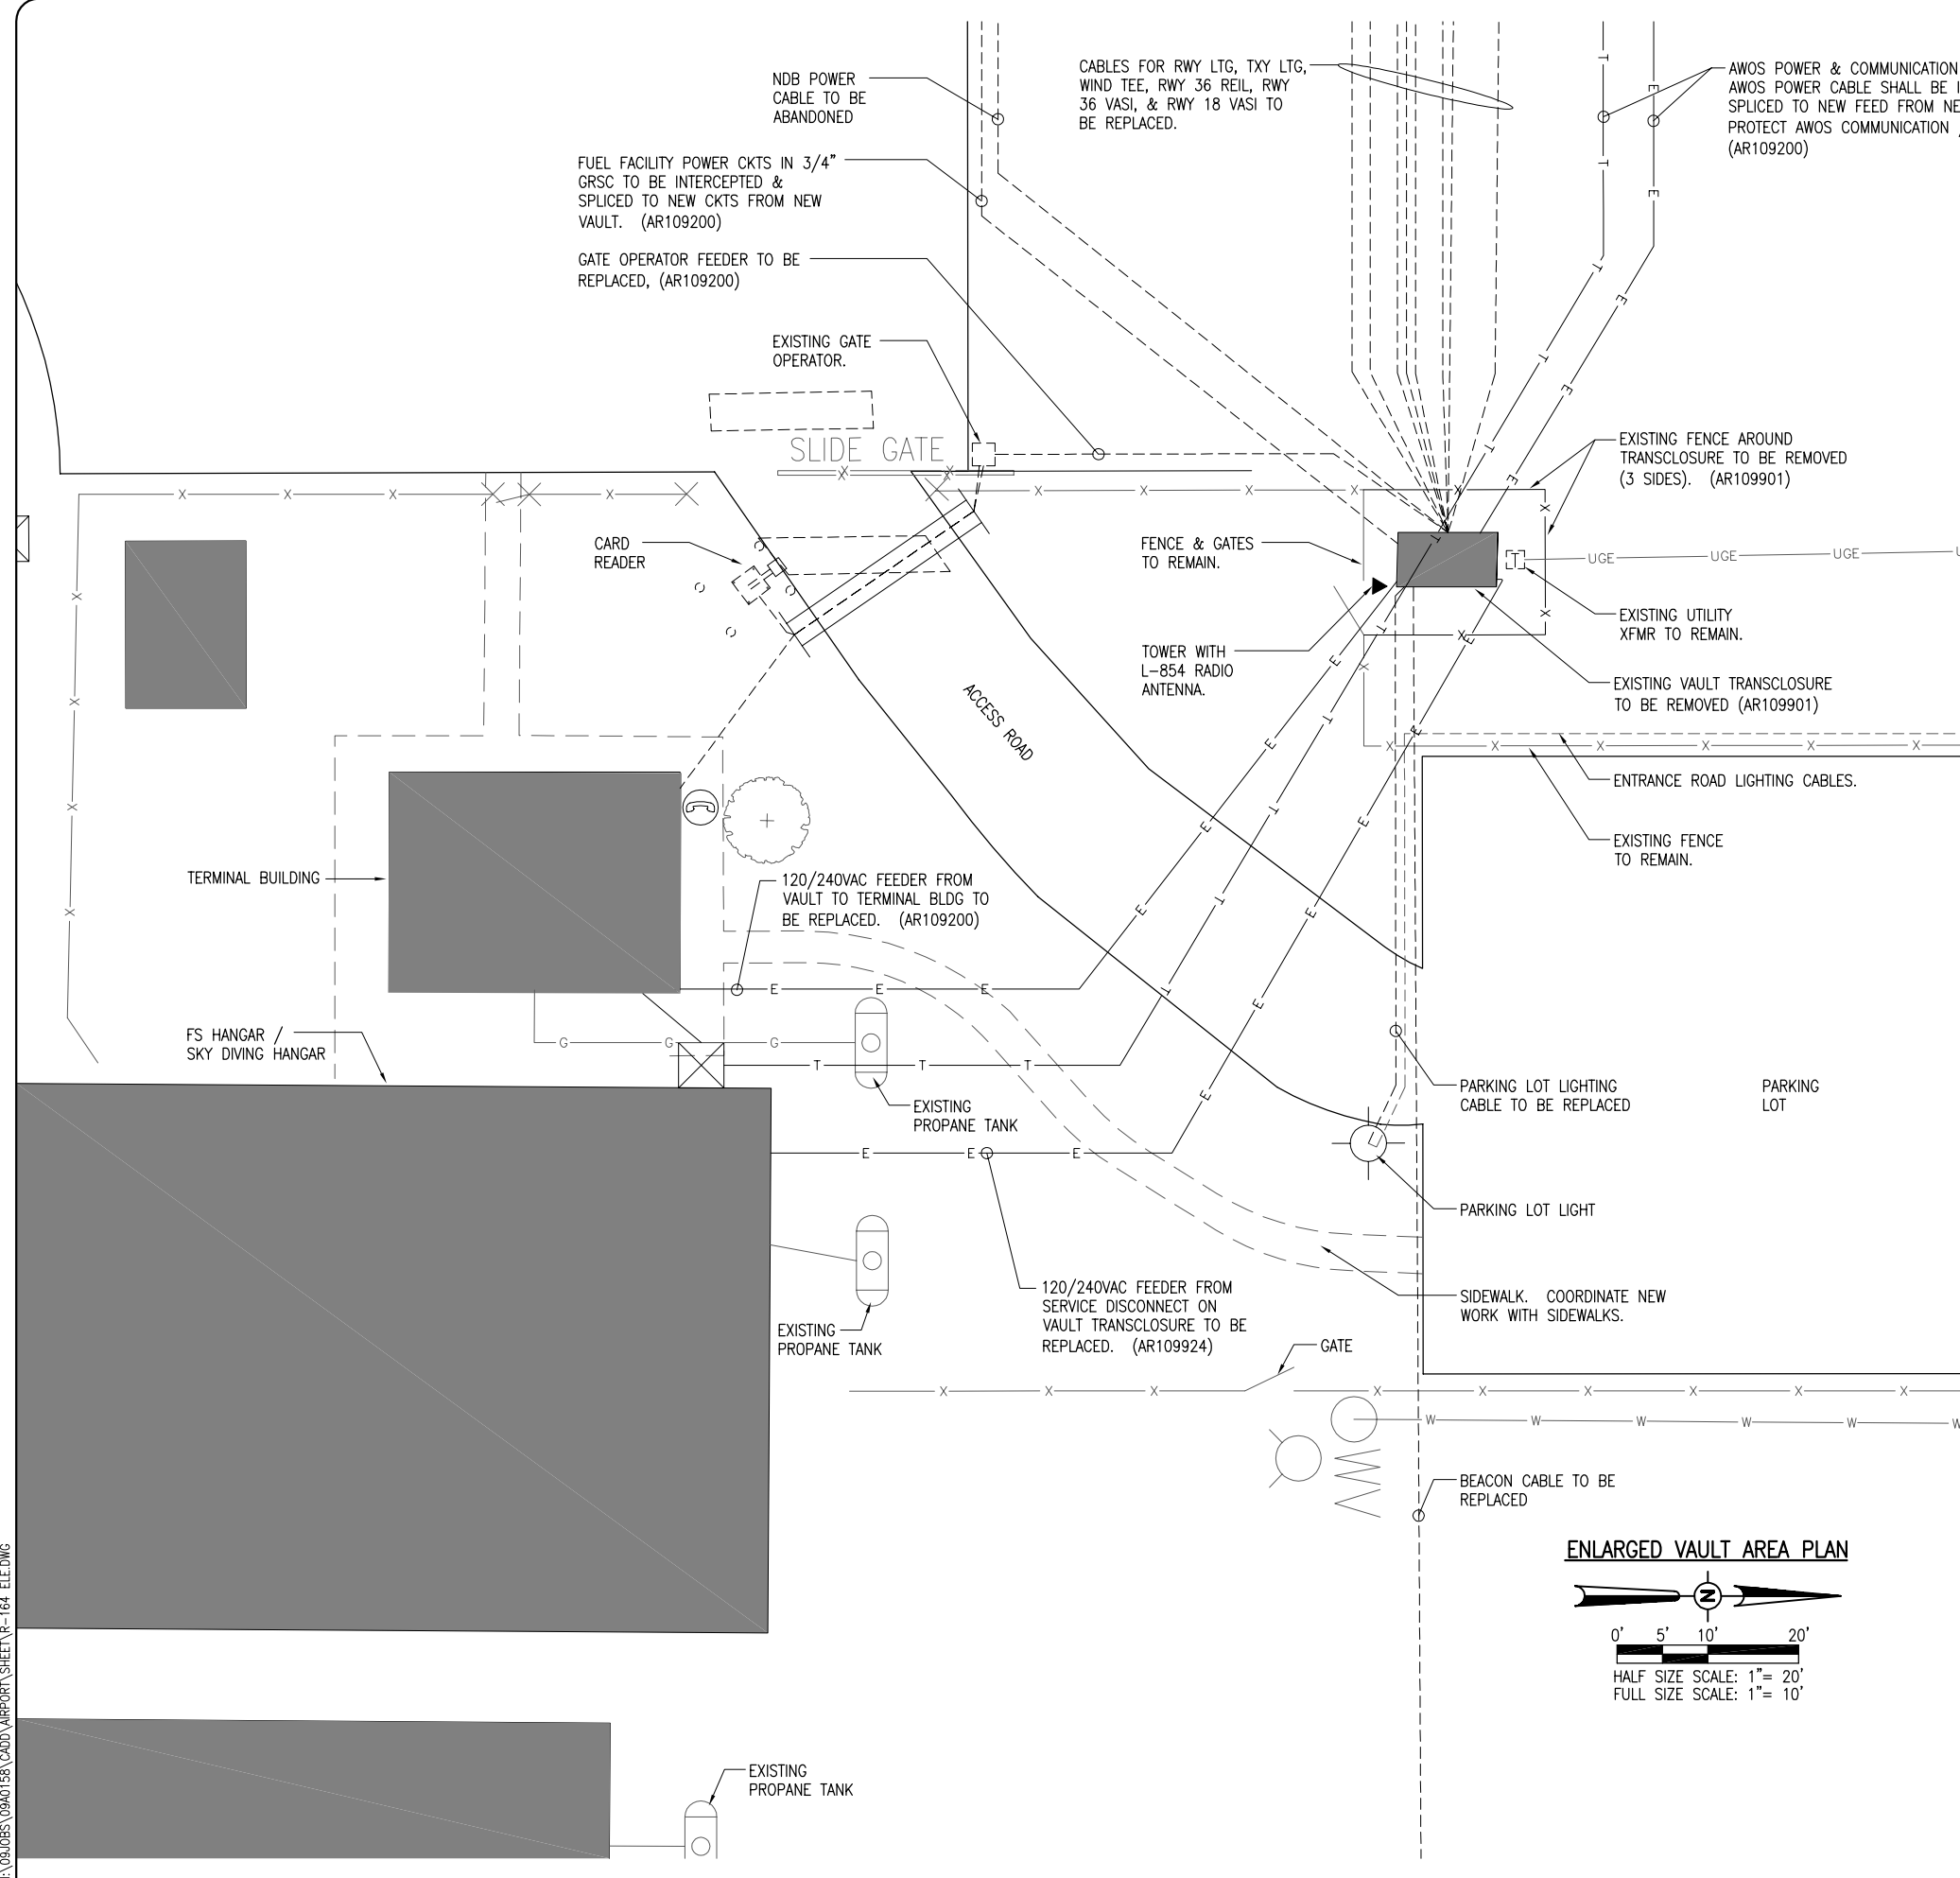 NDB POWER
CABLE TO BE
ABANDONED
CABLES FOR RWY LTG, TXY LTG,
WIND TEE, RWY 36 REIL, RWY
36 VASI, & RWY 18 VASI TO
BE REPLACED.
AWOS POWER & COMMUNICATION
AWOS POWER CABLE SHALL BE
SPLICED TO NEW FEED FROM
PROTECT AWOS COMMUNICATION
(AR109200)
FUEL FACILITY POWER CKTS IN 3/4"
GRSC TO BE INTERCEPTED &
SPLICED TO NEW CKTS FROM NEW
VAULT. (AR109200)
GATE OPERATOR FEEDER TO BE
REPLACED, (AR109200)
EXISTING GATE
OPERATOR.
SLIDE GATE
EXISTING FENCE AROUND
TRANSCLOSURE TO BE REMOVED
(3 SIDES). (AR109901)
CARD
READER
FENCE & GATES
TO REMAIN.
T
UGE UGE UGE
EXISTING UTILITY
XFMR TO REMAIN.
TOWER WITH
L-854 RADIO
ANTENNA.
EXISTING VAULT TRANSCLOSURE
TO BE REMOVED (AR109901)
ACCESS ROAD
ENTRANCE ROAD LIGHTING CABLES.
EXISTING FENCE
TO REMAIN.
TERMINAL BUILDING
120/240VAC FEEDER FROM
VAULT TO TERMINAL BLDG TO
BE REPLACED. (AR109200)
E E E
FS HANGAR /
SKY DIVING HANGAR
G G G
T T T
EXISTING
PROPANE TANK
PARKING LOT LIGHTING
CABLE TO BE REPLACED
PARKING
LOT
E E E
PARKING LOT LIGHT
120/240VAC FEEDER FROM
SERVICE DISCONNECT ON
VAULT TRANSCLOSURE TO BE
REPLACED. (AR109924)
SIDEWALK. COORDINATE NEW
WORK WITH SIDEWALKS.
EXISTING
PROPANE TANK
GATE
X X X X X X X X X
W W W W W W
BEACON CABLE TO BE
REPLACED
ENLARGED VAULT AREA PLAN
N
0' 5' 10' 20'
HALF SIZE SCALE: 1"= 20'
FULL SIZE SCALE: 1"= 10'
EXISTING
PROPANE TANK
I:\09JOBS\09A0158\CADD\AIRPORT\SHEET\R-164 ELE.DWG